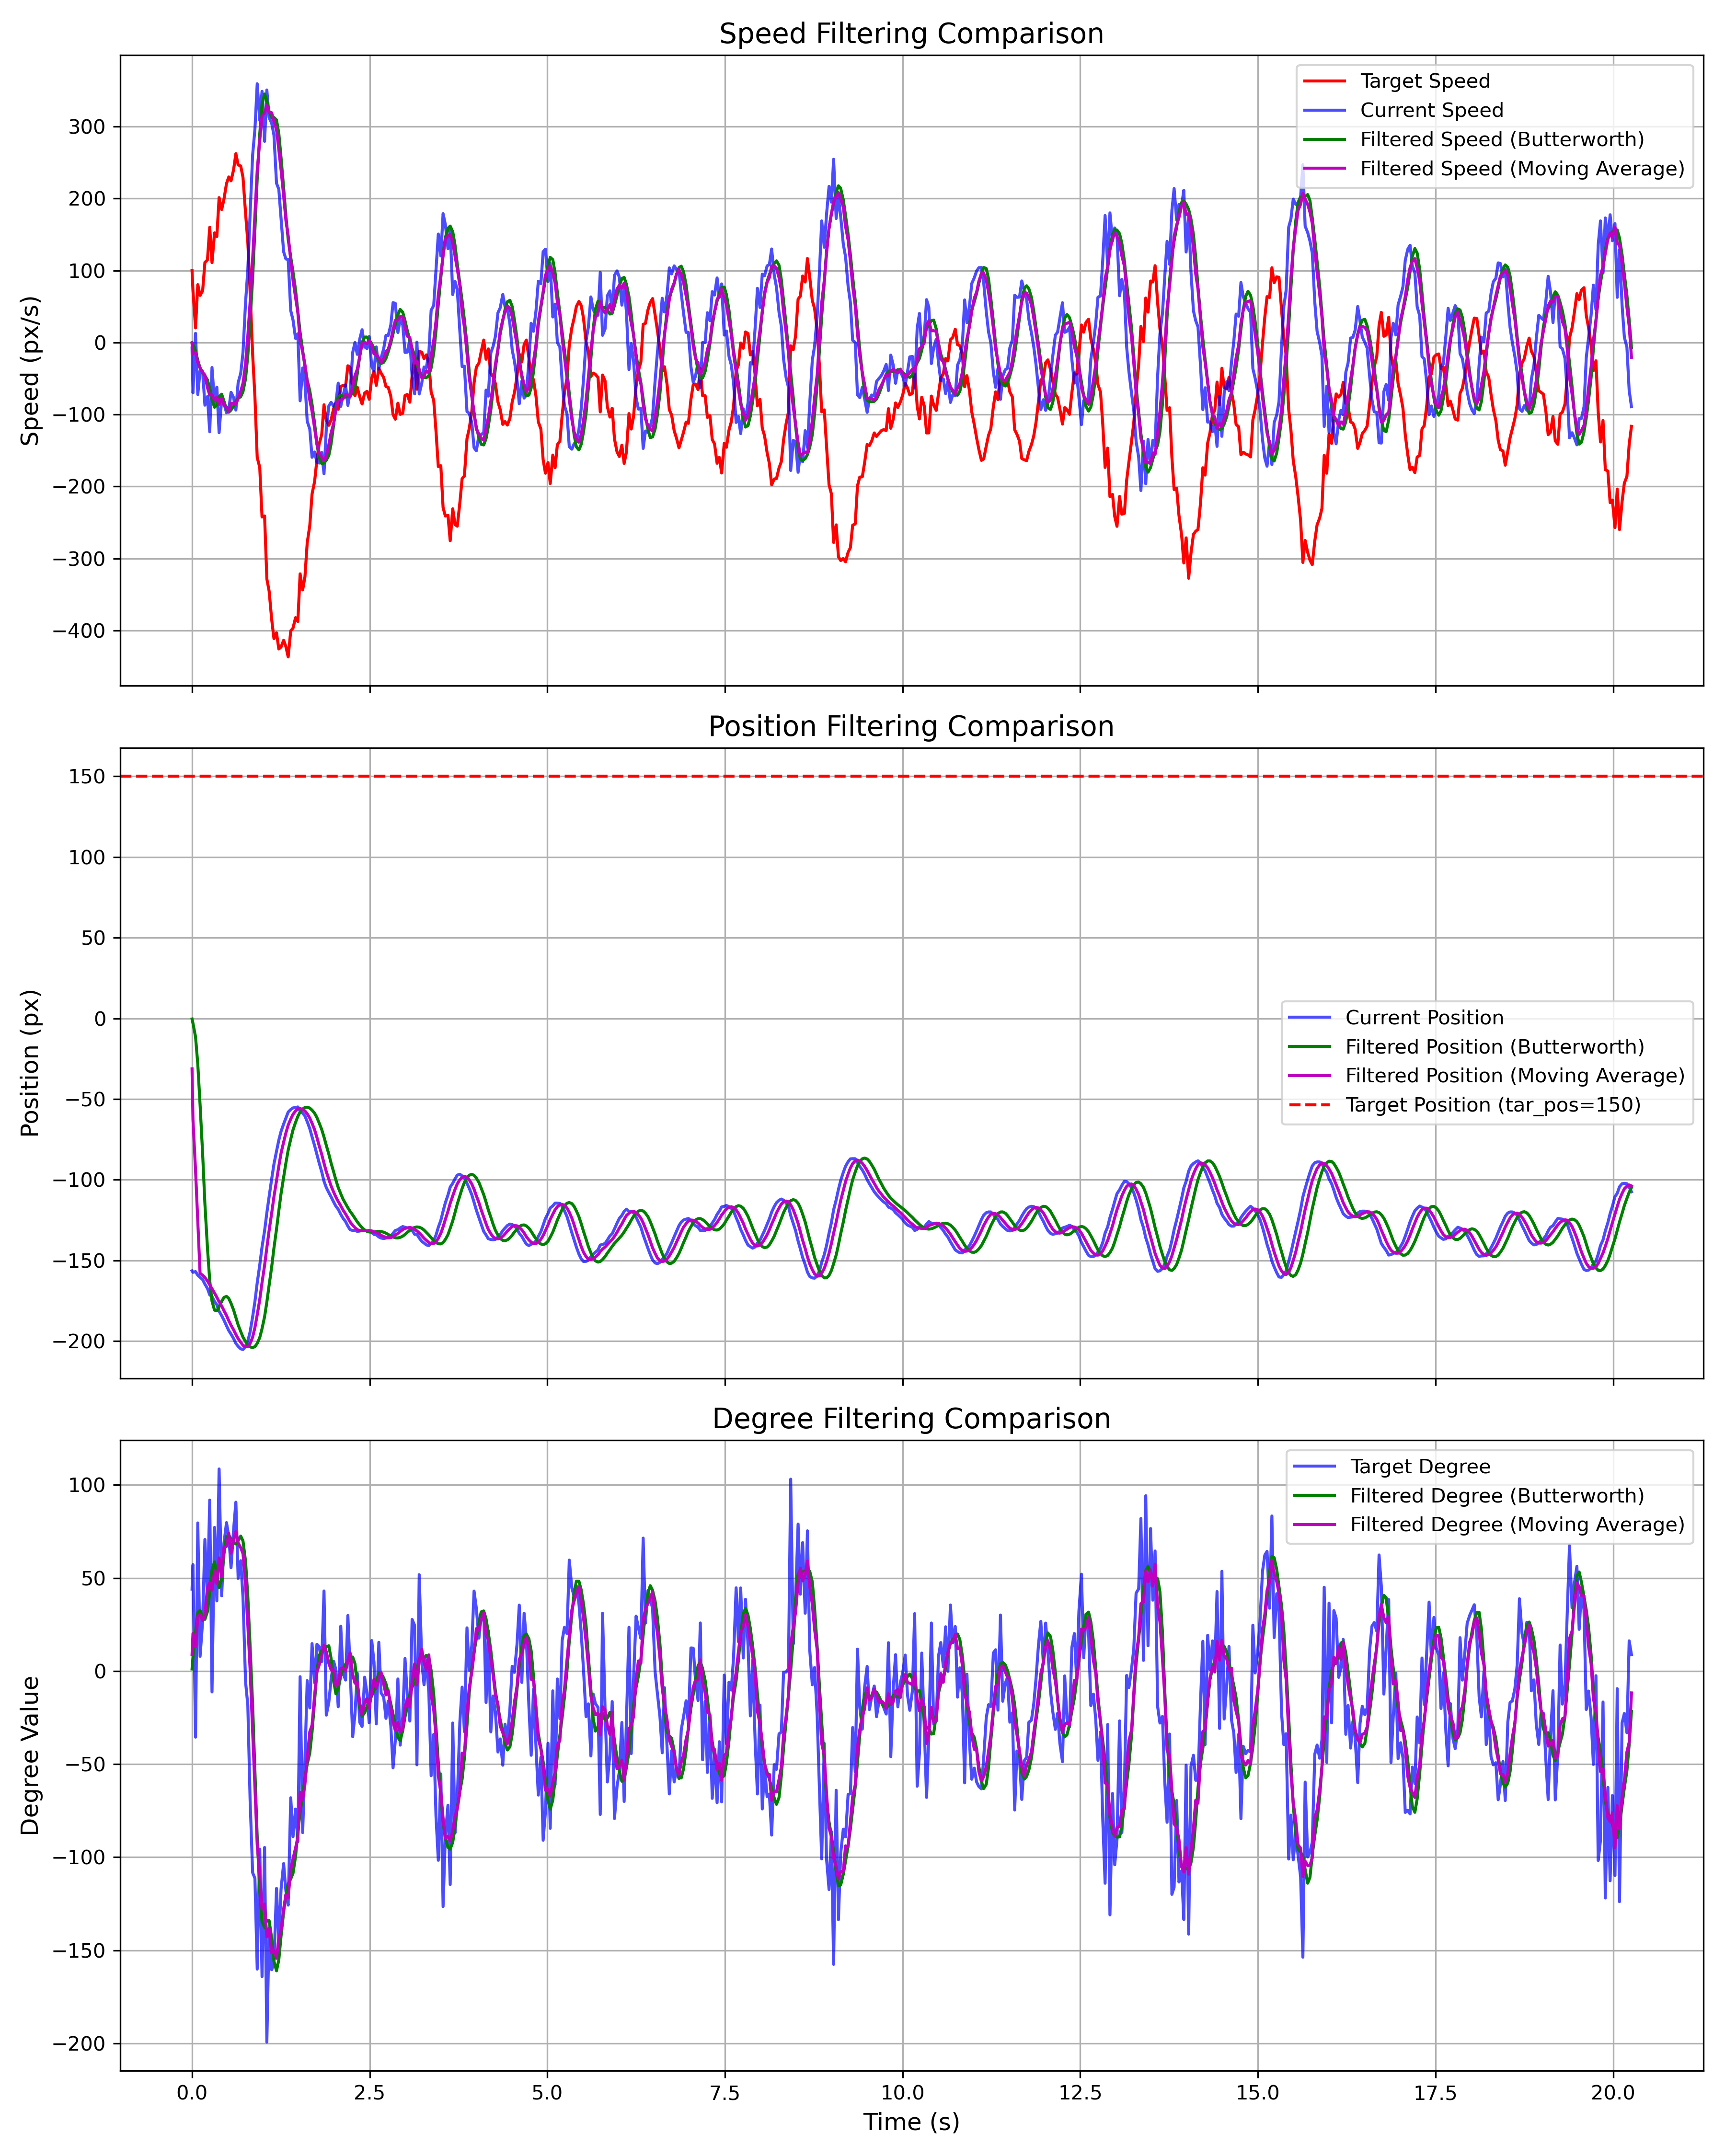 Speed Filtering Comparison
Target Speed
Current Speed
Filtered Speed (Butterworth)
Filtered Speed (Moving Average)
300
200
100
0
−100
−200
−300
−400
Speed (px/s)
Position Filtering Comparison
150
100
50
0
−50
−100
−150
−200
Position (px)
Current Position
Filtered Position (Butterworth)
Filtered Position (Moving Average)
Target Position (tar_pos=150)
Degree Filtering Comparison
Target Degree
Filtered Degree (Butterworth)
Filtered Degree (Moving Average)
100
50
0
−50
−100
−150
−200
Degree Value
0.0 2.5 5.0 7.5 10.0 12.5 15.0 17.5 20.0
Time (s)